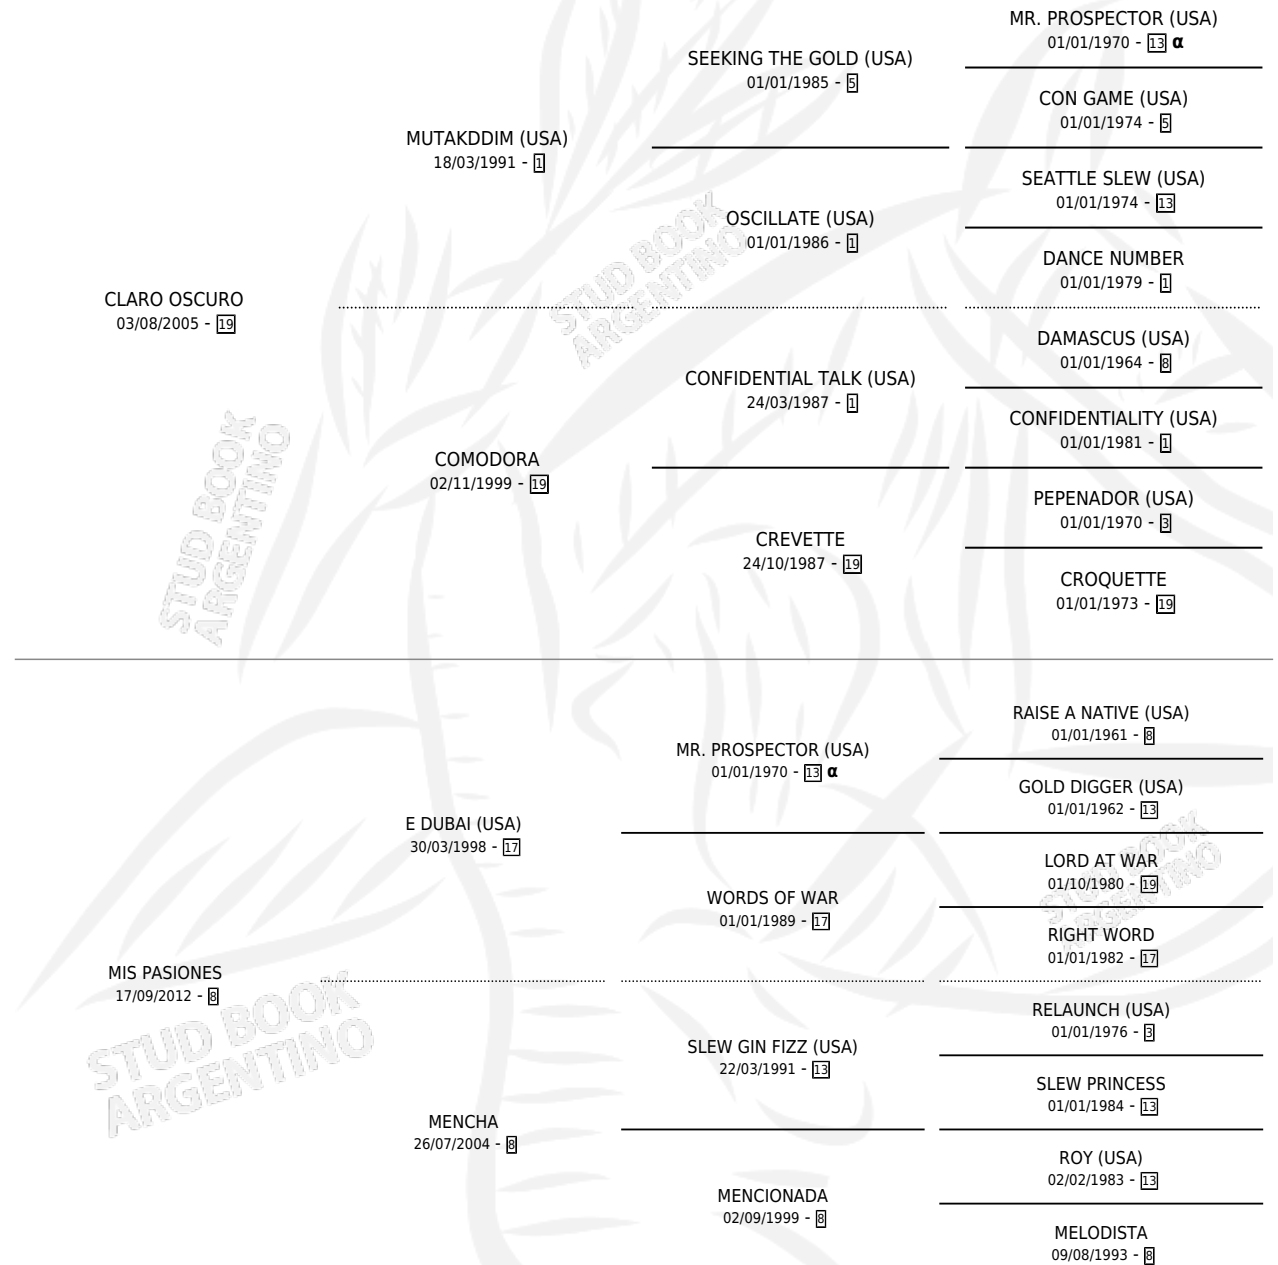 MR. PROSPECTOR (USA)
01/01/1970 - 13 α
SEEKING THE GOLD (USA)
01/01/1985 - 5
CON GAME (USA)
01/01/1974 - 5
MUTAKDDIM (USA)
18/03/1991 - 1
SEATTLE SLEW (USA)
01/01/1974 - 13
OSCILLATE (USA)
01/01/1986 - 1
DANCE NUMBER
01/01/1979 - 1
CLARO OSCURO
03/08/2005 - 19
DAMASCUS (USA)
01/01/1964 - 8
CONFIDENTIAL TALK (USA)
24/03/1987 - 1
CONFIDENTIALITY (USA)
01/01/1981 - 1
COMODORA
02/11/1999 - 19
PEPENADOR (USA)
01/01/1970 - 3
CREVETTE
24/10/1987 - 19
CROQUETTE
01/01/1973 - 19
RAISE A NATIVE (USA)
01/01/1961 - 8
MR. PROSPECTOR (USA)
01/01/1970 - 13 α
GOLD DIGGER (USA)
01/01/1962 - 13
E DUBAI (USA)
30/03/1998 - 17
LORD AT WAR
01/10/1980 - 19
WORDS OF WAR
01/01/1989 - 17
RIGHT WORD
01/01/1982 - 17
MIS PASIONES
17/09/2012 - 8
RELAUNCH (USA)
01/01/1976 - 3
SLEW GIN FIZZ (USA)
22/03/1991 - 13
SLEW PRINCESS
01/01/1984 - 13
MENCHA
26/07/2004 - 8
ROY (USA)
02/02/1983 - 13
MENCIONADA
02/09/1999 - 8
MELODISTA
09/08/1993 - 8
STUD BOOK
ARGENTINO
STUD BOOK
ARGENTINO
STUD BOOK
ARGENTINO
STUD BOOK
ARGENTINO